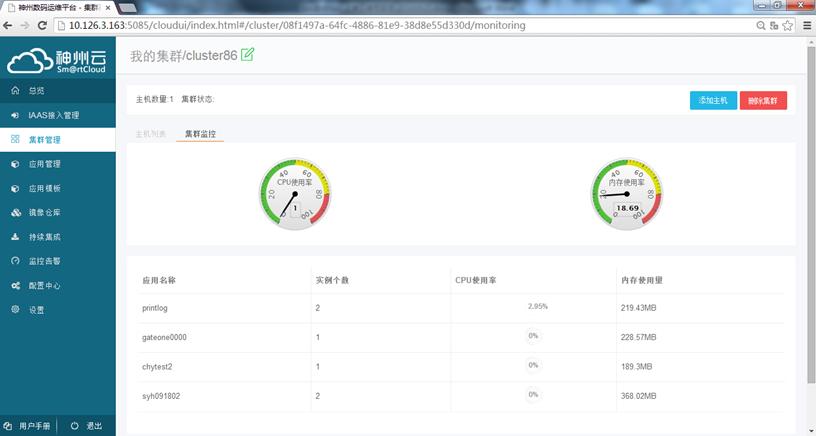 神州数码运维平台 - 集群
10.126.3.163:5085/cloudui/index.html#/cluster/08f1497a-64fc-4886-81e9-38d8e55d330d/monitoring
神州云
Sm@rtCloud
总览
IAAS接入管理
集群管理
应用管理
应用模板
镜像仓库
持续集成
监控告警
配置中心
设置
用户手册 退出
我的集群/cluster86
主机数量:1 集群状态:
添加主机 删除集群
主机列表 集群监控
CPU使用率
0 20 40 60 80 100
1
内存使用率
0 20 40 60 80 100
18.69
应用名称 实例个数 CPU使用率 内存使用量
printlog 2 2.95% 219.43MB
gateone0000 1 0% 228.57MB
chytest2 1 0% 189.3MB
syh091802 2 0% 368.02MB